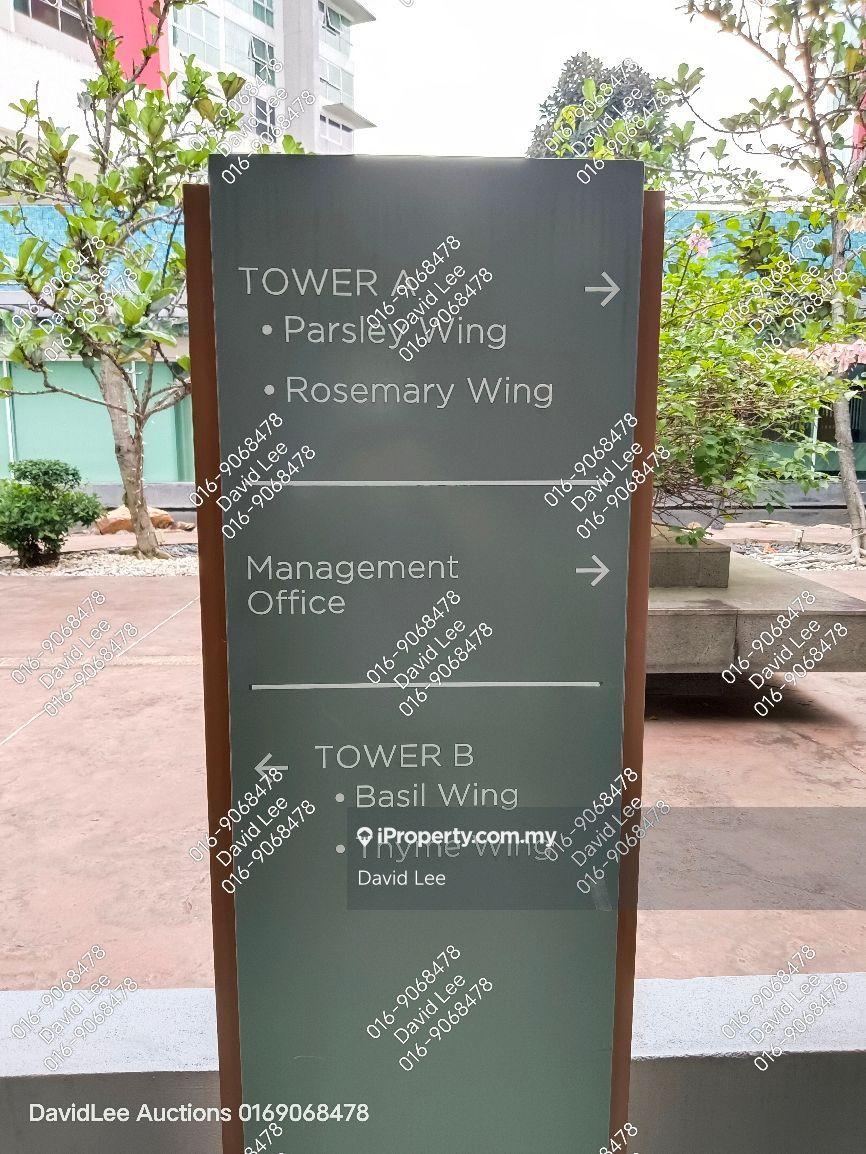 TOWER A →
• Parsley Wing
• Rosemary Wing
Management →
Office
← TOWER B
• Basil Wing
• Thyme Wing
iProperty.com.my
David Lee
DavidLee Auctions 0169068478
016-9068478
David Lee
016-9068478